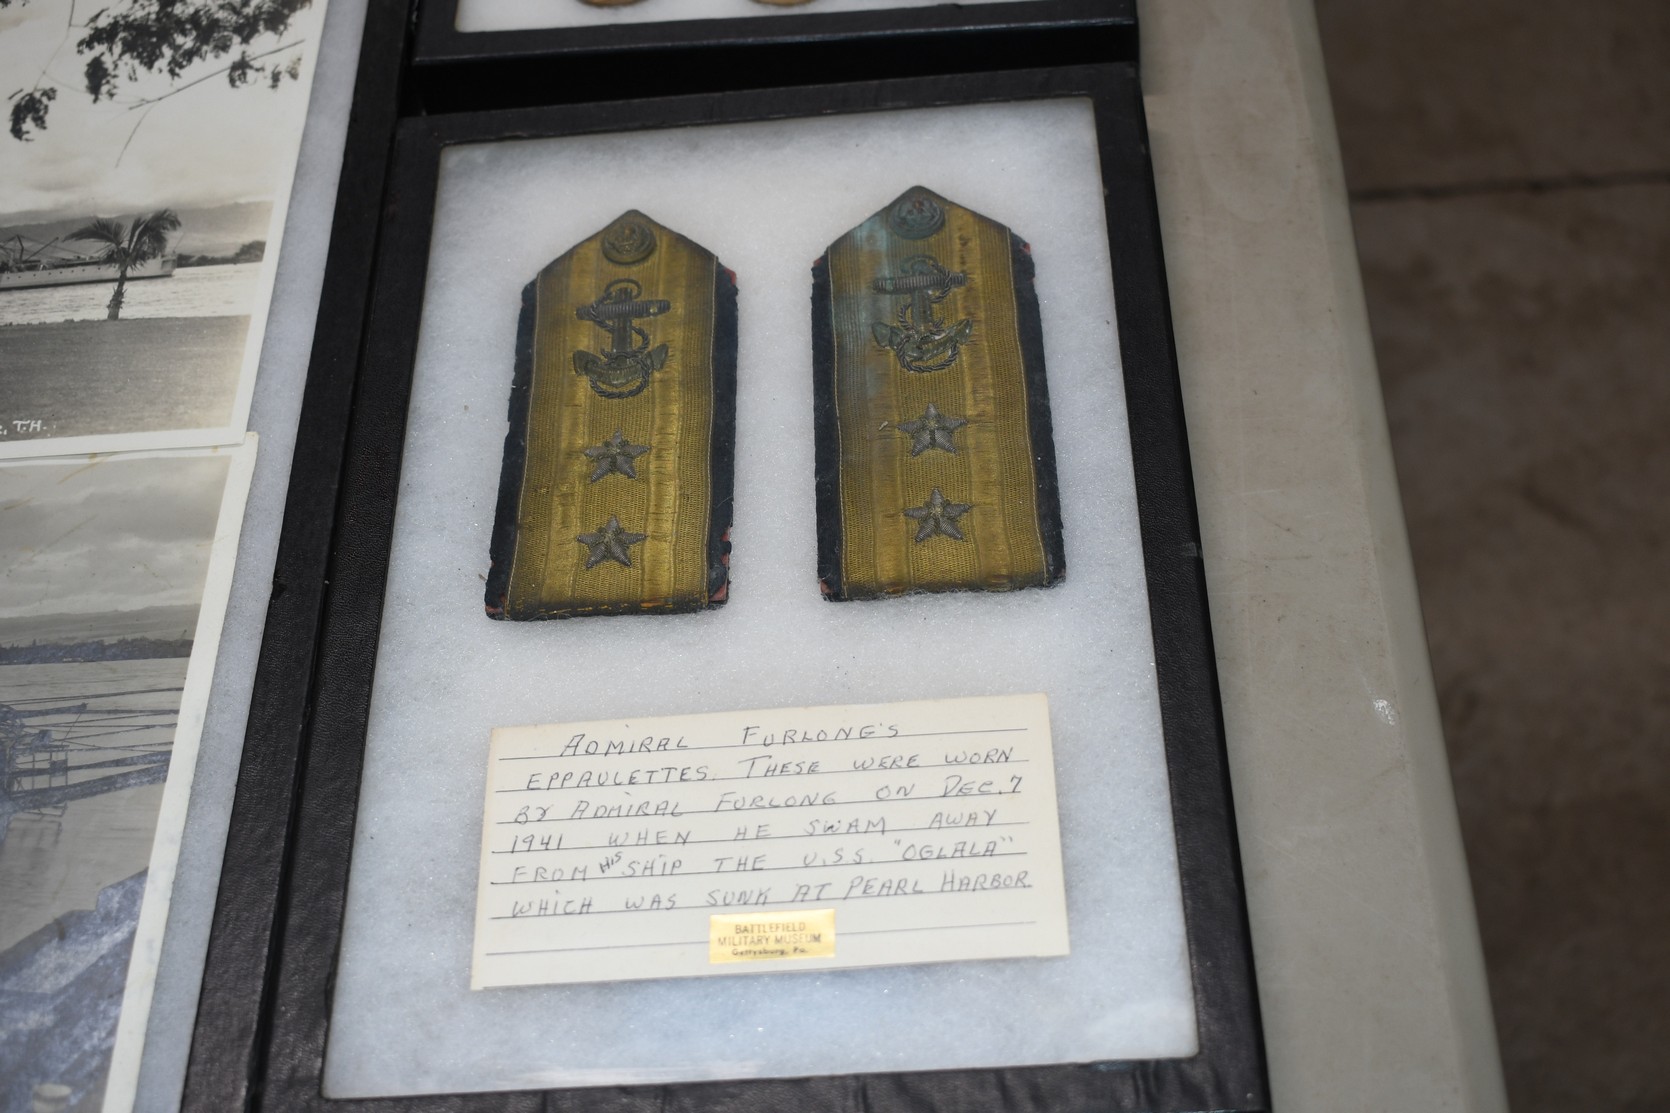 , T.H.
ADMIRAL FURLONG'S
EPPAULETTES. THESE WERE WORN
BY ADMIRAL FURLONG ON DEC. 7
1941 WHEN HE SWAM AWAY
FROM HIS SHIP THE U.S.S. "OGLALA"
WHICH WAS SUNK AT PEARL HARBOR.
BATTLEFIELD
MILITARY MUSEUM
Gettysburg, Pa.